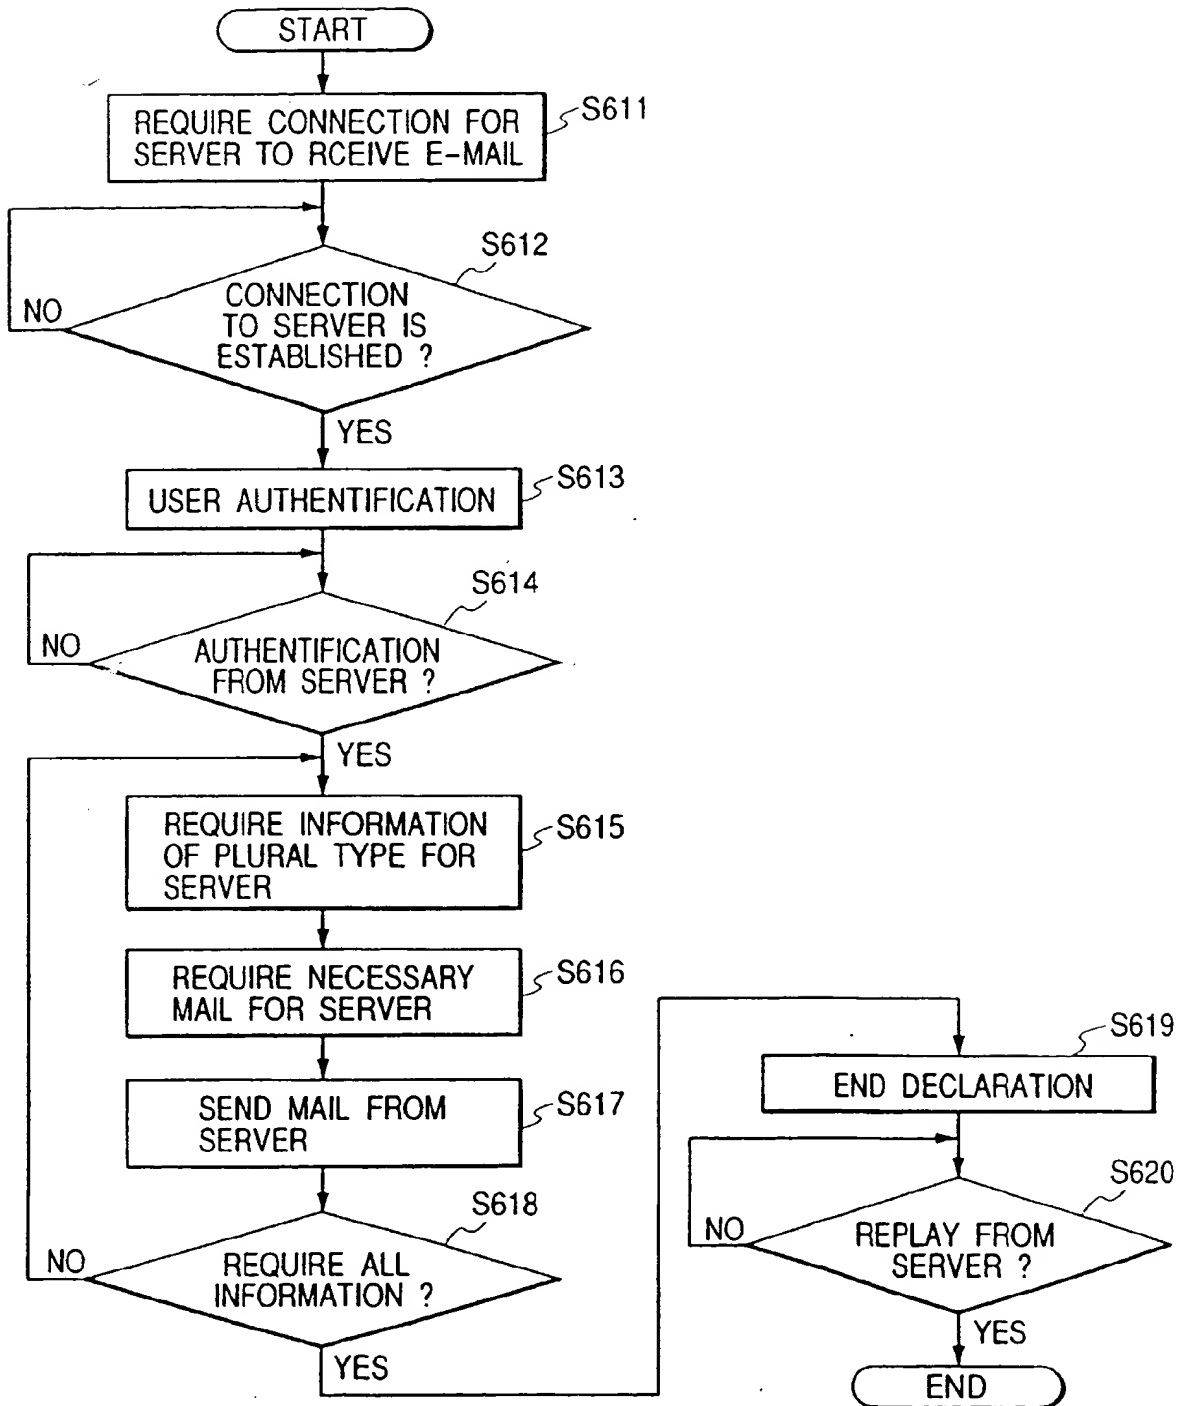 START
REQUIRE CONNECTION FOR
SERVER TO RCEIVE E-MAIL
S611
S612
CONNECTION
TO SERVER IS
ESTABLISHED ?
NO
YES
USER AUTHENTIFICATION
S613
S614
AUTHENTIFICATION
FROM SERVER ?
NO
YES
REQUIRE INFORMATION
OF PLURAL TYPE FOR
SERVER
S615
REQUIRE NECESSARY
MAIL FOR SERVER
S616
SEND MAIL FROM
SERVER
S617
S618
REQUIRE ALL
INFORMATION ?
NO
YES
S619
END DECLARATION
S620
REPLAY FROM
SERVER ?
NO
YES
END